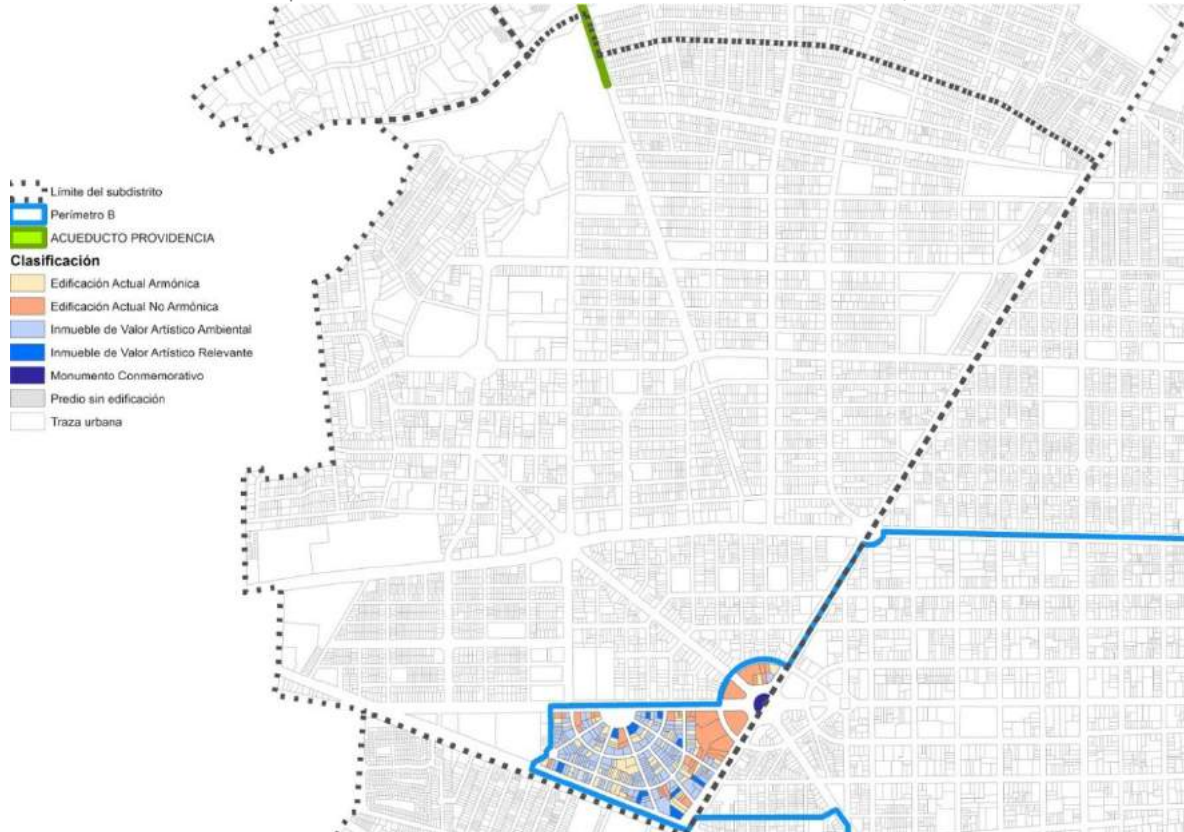 Límite del subdistrito
Perímetro B
ACUEDUCTO PROVIDENCIA
Clasificación
Edificación Actual Armónica
Edificación Actual No Armónica
Inmueble de Valor Artístico Ambiental
Inmueble de Valor Artístico Relevante
Monumento Conmemorativo
Predio sin edificación
Traza urbana